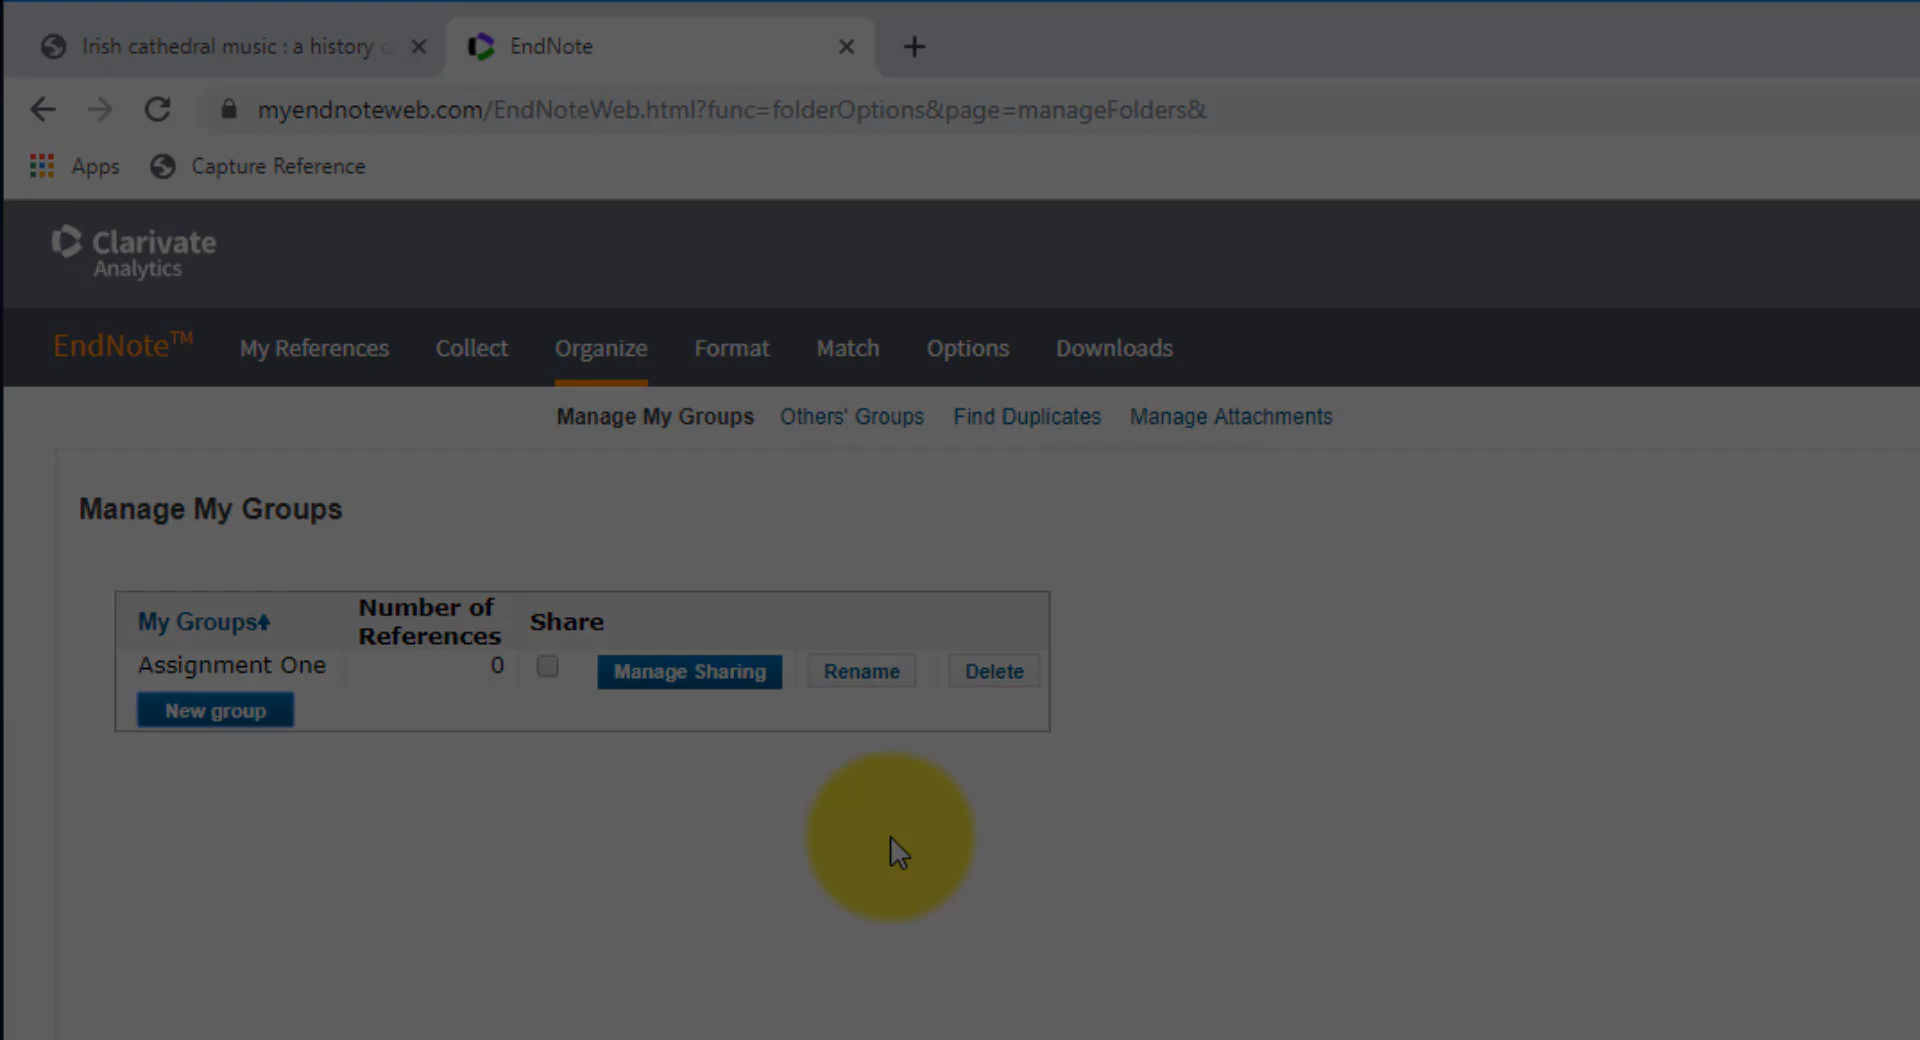 Irish cathedral music : a history
EndNote
myendnoteweb.com/EndNoteWeb.html?func=folderOptions&page=manageFolders&
Apps
Capture Reference
Clarivate
Analytics
EndNote™
My References
Collect
Organize
Format
Match
Options
Downloads
Manage My Groups
Others' Groups
Find Duplicates
Manage Attachments
Manage My Groups
My Groups
Number of
References
Share
Assignment One
0
Manage Sharing
Rename
Delete
New group